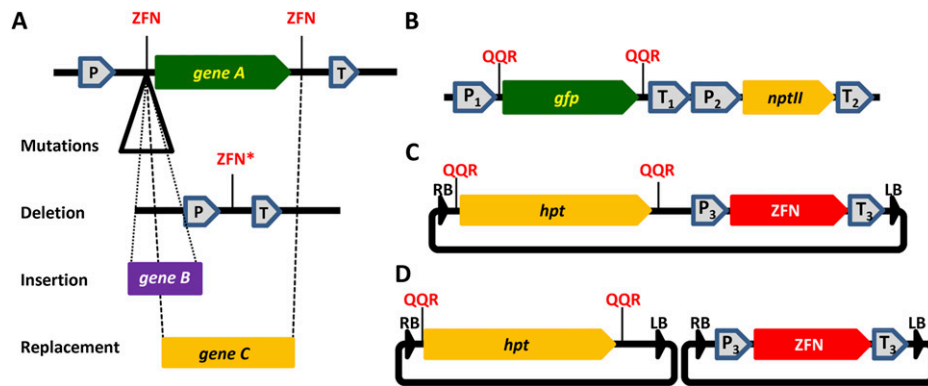 A
ZFN
ZFN
P
gene A
T
Mutations
ZFN*
Deletion
P
T
Insertion
gene B
Replacement
gene C
B
QQR
QQR
P1
gfp
T1
P2
nptII
T2
C
QQR
QQR
RB
LB
hpt
P3
ZFN
T3
D
QQR
QQR
RB
LB
RB
LB
hpt
P3
ZFN
T3